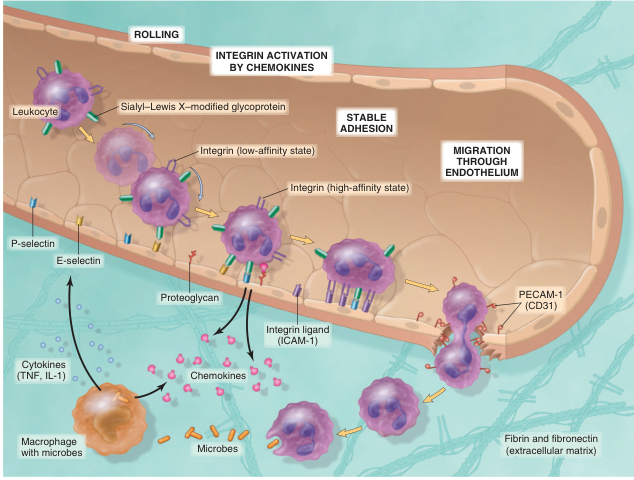 ROLLING
INTEGRIN ACTIVATION
BY CHEMOKINES
Leukocyte
Sialyl–Lewis X–modified glycoprotein
STABLE
ADHESION
MIGRATION
THROUGH
ENDOTHELIUM
Integrin (low-affinity state)
Integrin (high-affinity state)
P-selectin
E-selectin
Proteoglycan
Integrin ligand
(ICAM-1)
PECAM-1
(CD31)
Cytokines
(TNF, IL-1)
Chemokines
Macrophage
with microbes
Microbes
Fibrin and fibronectin
(extracellular matrix)